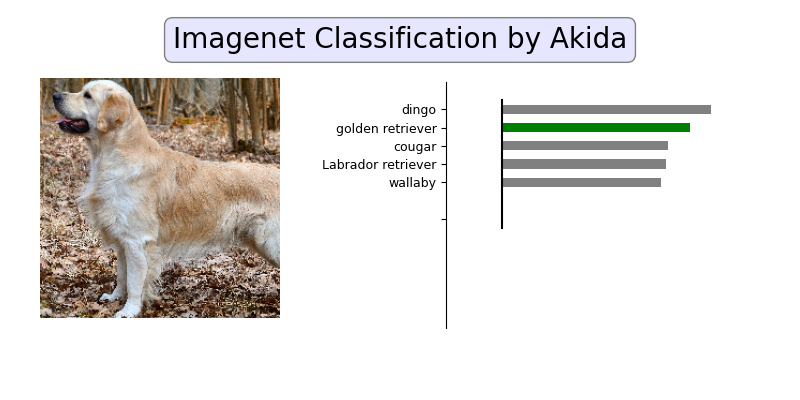 Imagenet Classification by Akida
dingo
golden retriever
cougar
Labrador retriever
wallaby